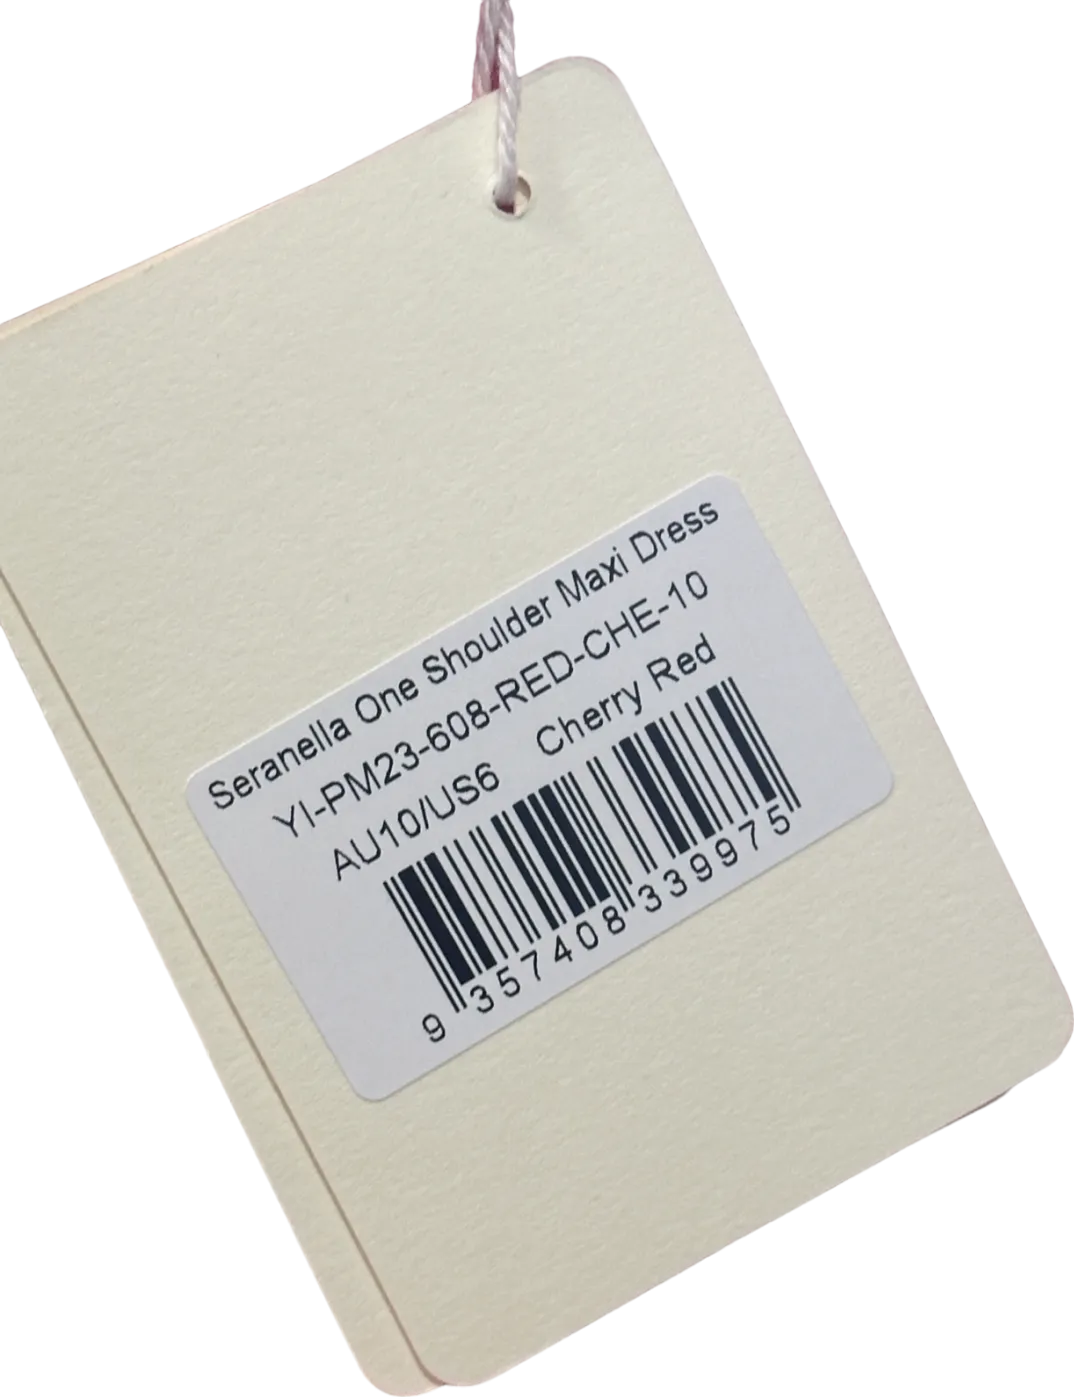 Seranella One Shoulder Maxi Dress
YI-PM23-608-RED-CHE-10
AU10/US6 Cherry Red
9 357408 339975